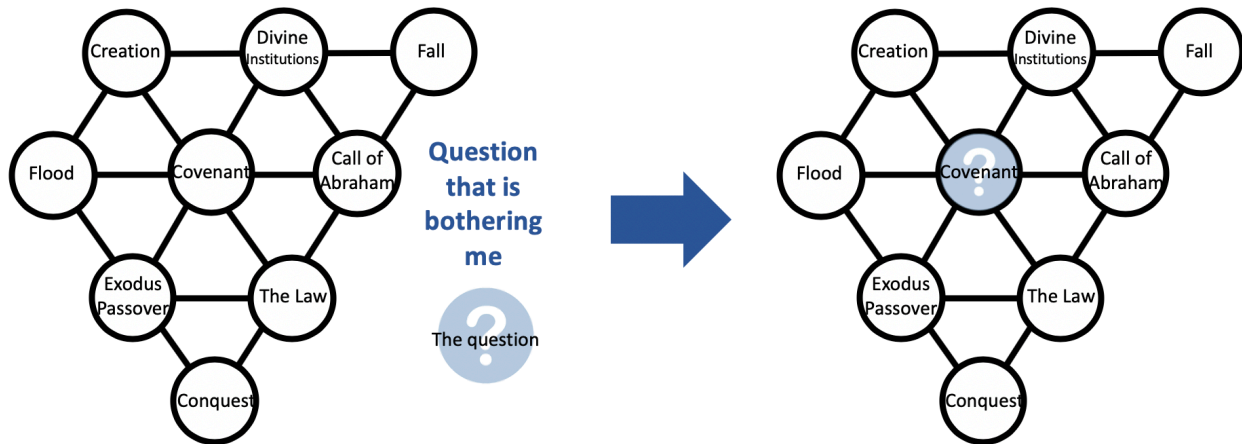 Creation
Divine
Institutions
Fall
Flood
Covenant
Call of
Abraham
Exodus
Passover
The Law
Conquest
Question
that is
bothering
me
?
The question
Creation
Divine
Institutions
Fall
Flood
?
Covenant
Call of
Abraham
Exodus
Passover
The Law
Conquest